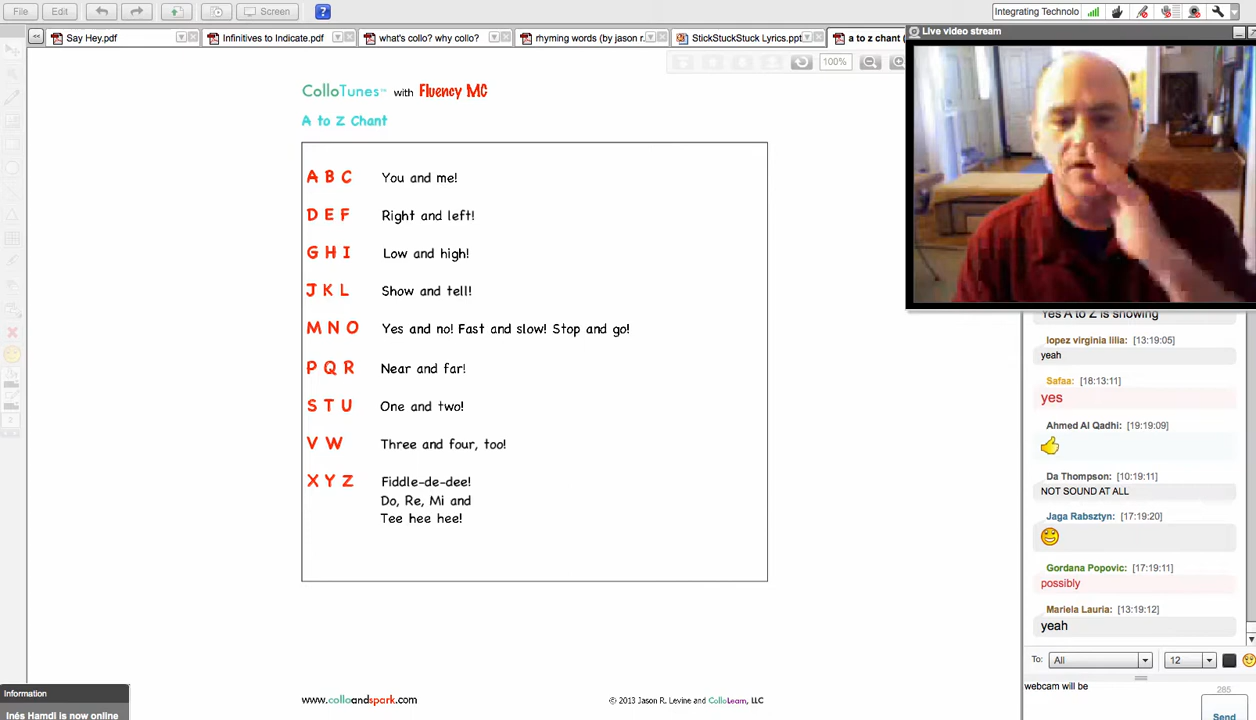 File
Edit
Screen
?
Integrating Technolo
<<
Say Hey.pdf
Infinitives to Indicate.pdf
what's collo? why collo?
rhyming words (by jason r.
StickStuckStuck Lyrics.ppt
a to z chant (
100%
Live video stream
ColloTunes™ with Fluency MC
A to Z Chant
A B C You and me!
D E F Right and left!
G H I Low and high!
J K L Show and tell!
M N O Yes and no! Fast and slow! Stop and go!
P Q R Near and far!
S T U One and two!
V W Three and four, too!
X Y Z Fiddle-de-dee!
Do, Re, Mi and
Tee hee hee!
www.colloandspark.com
© 2013 Jason R. Levine and ColloLearn, LLC
Yes A to Z is showing
lopez virginia lilia: [13:19:05]
yeah
Safaa: [18:13:11]
yes
Ahmed Al Qadhi: [19:19:09]
Da Thompson: [10:19:11]
NOT SOUND AT ALL
Jaga Rabsztyn: [17:19:20]
Gordana Popovic: [17:19:11]
possibly
Mariela Lauria: [13:19:12]
yeah
To: All 12
webcam will be
285
Send
Information
Inés Hamdi is now online